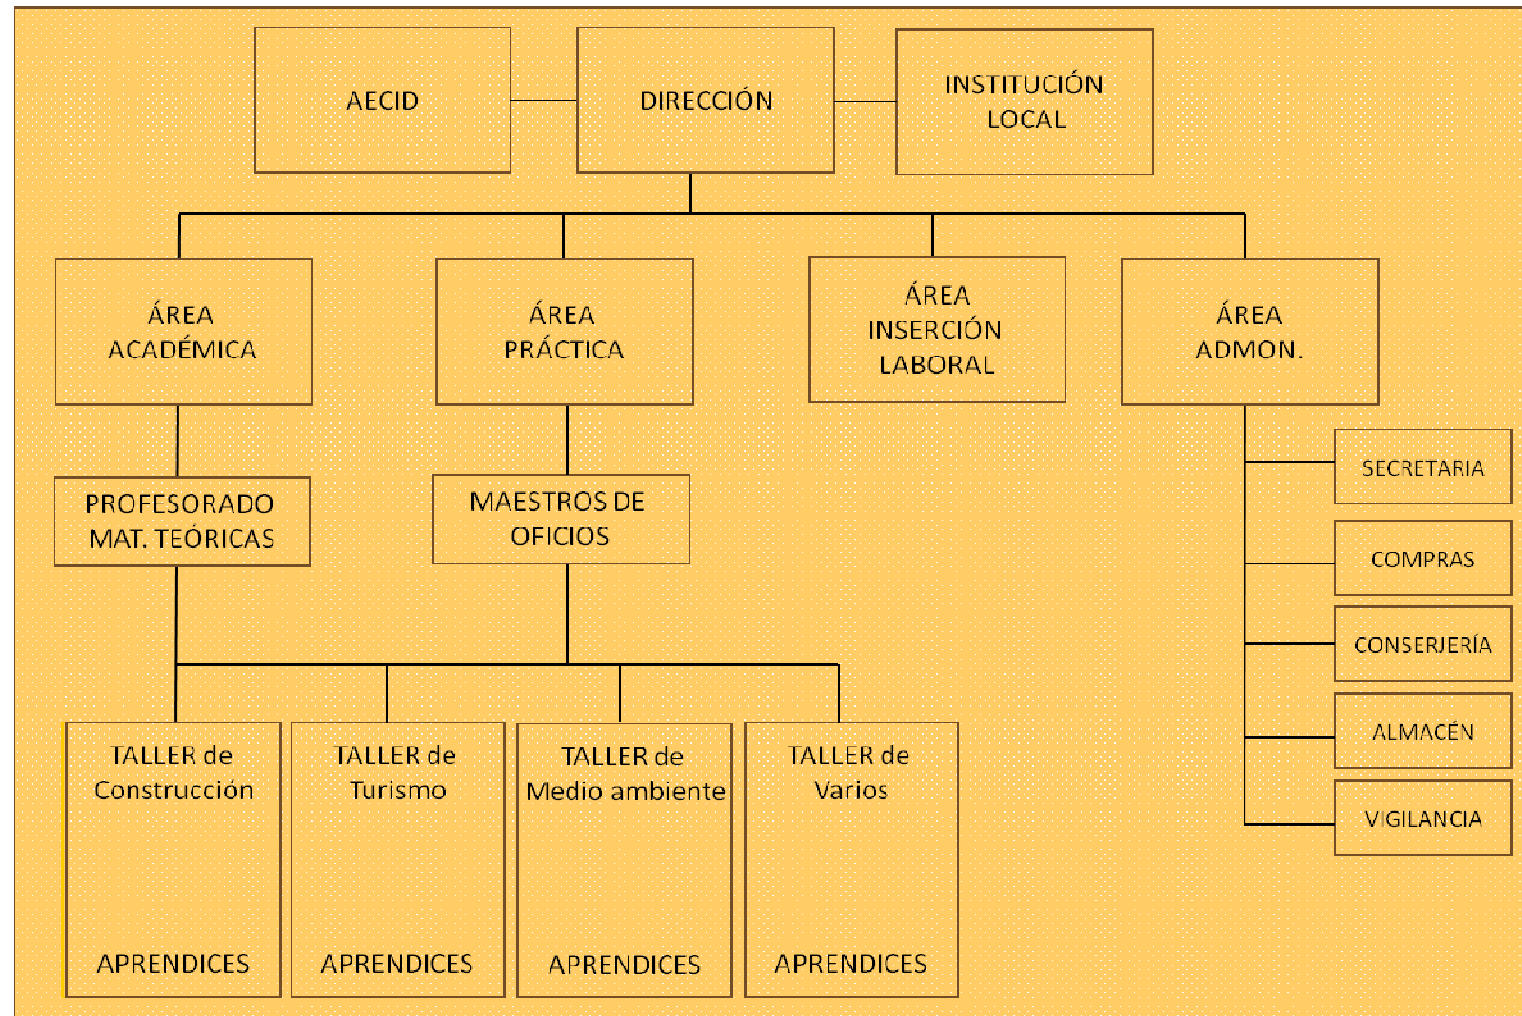 AECID
DIRECCIÓN
INSTITUCIÓN
LOCAL
ÁREA
ACADÉMICA
ÁREA
PRÁCTICA
ÁREA
INSERCIÓN
LABORAL
ÁREA
ADMON.
PROFESORADO
MAT. TEÓRICAS
MAESTROS DE
OFICIOS
SECRETARIA
COMPRAS
CONSERJERÍA
ALMACÉN
VIGILANCIA
TALLER de
Construcción
APRENDICES
TALLER de
Turismo
APRENDICES
TALLER de
Medio ambiente
APRENDICES
TALLER de
Varios
APRENDICES